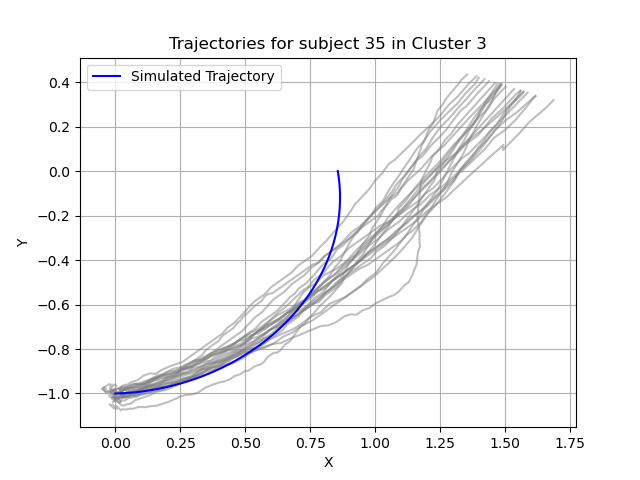 Trajectories for subject 35 in Cluster 3
Simulated Trajectory
0.4
0.2
0.0
−0.2
−0.4
−0.6
−0.8
−1.0
Y
0.00 0.25 0.50 0.75 1.00 1.25 1.50 1.75
X